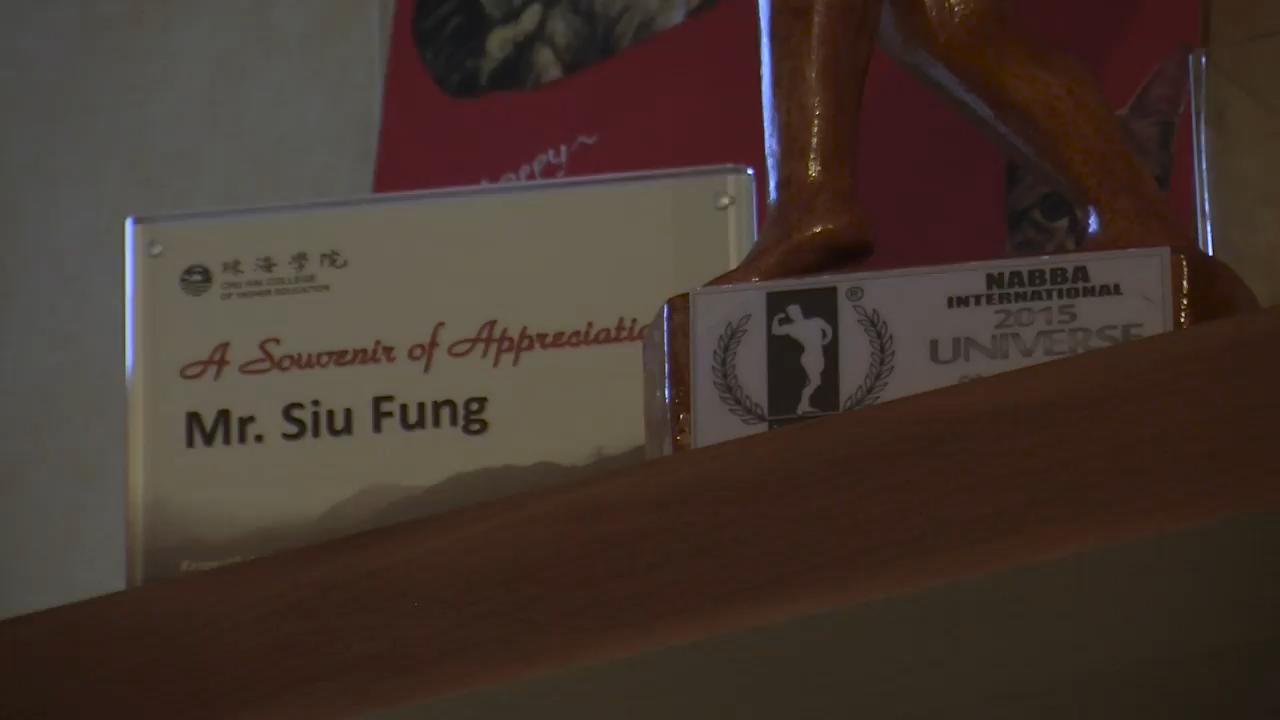 珠海學院
CHU HAI COLLEGE
OF HIGHER EDUCATION
A Souvenir of Appreciatio
Mr. Siu Fung
®
NABBA
INTERNATIONAL
2015
UNIVERSE